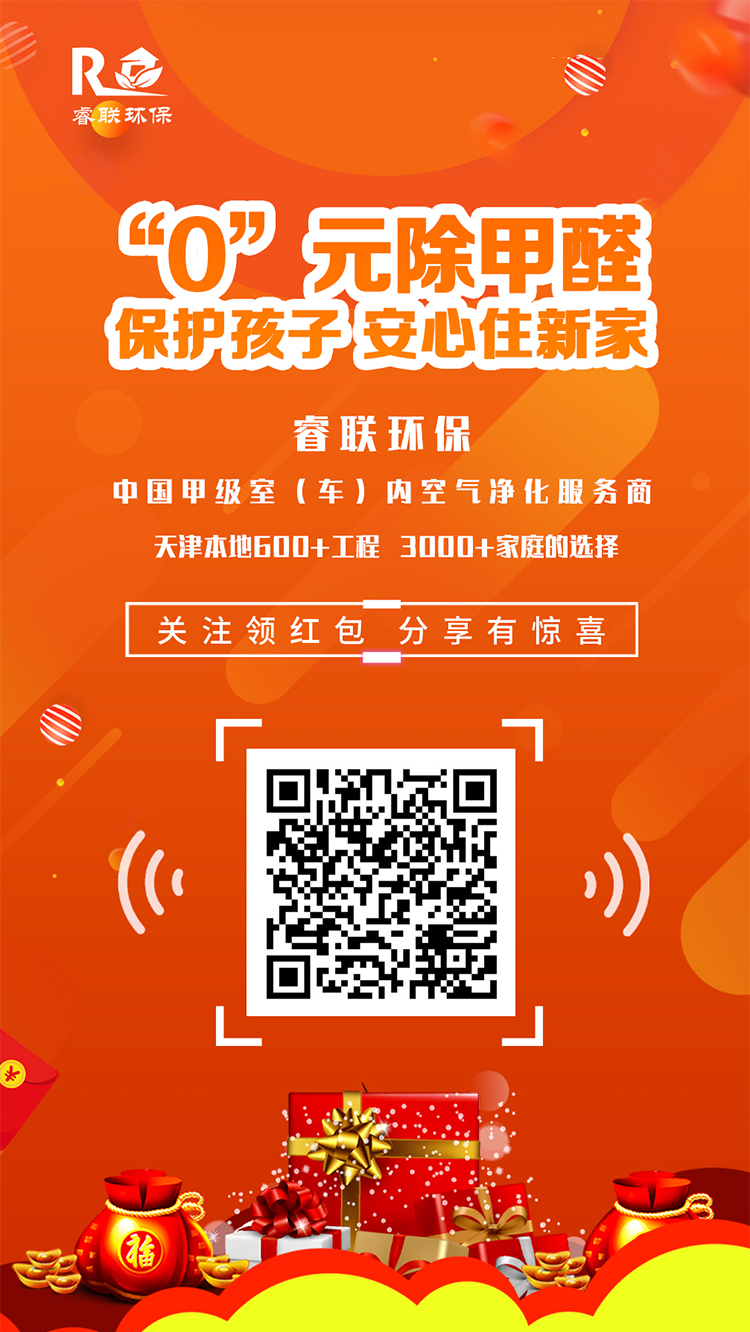 R
睿联环保
“0”元除甲醛
保护孩子 安心住新家
睿联环保
中国甲级室（车）内空气净化服务商
天津本地600+工程 3000+家庭的选择
关注领红包 分享有惊喜
¥
福